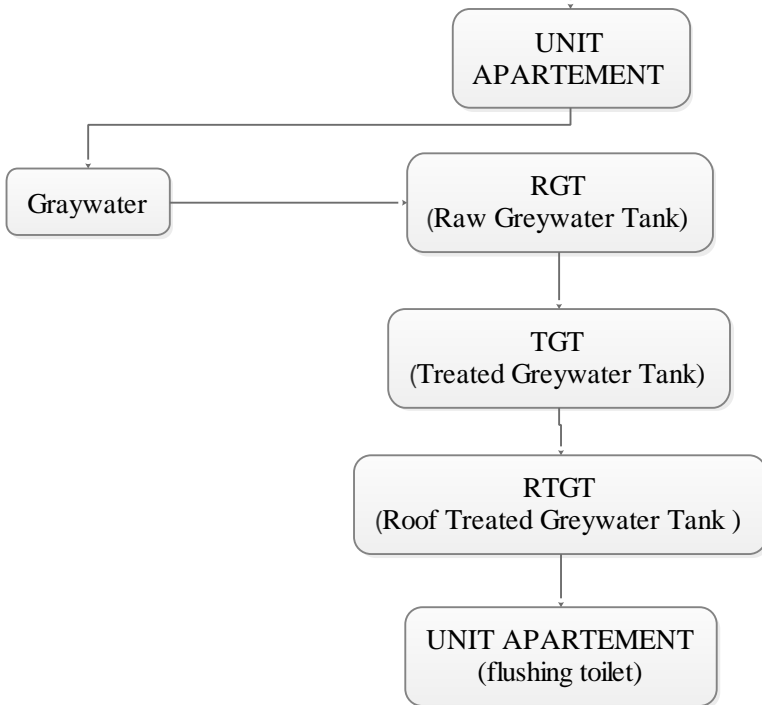 UNIT
APARTEMENT
Graywater
RGT
(Raw Greywater Tank)
TGT
(Treated Greywater Tank)
RTGT
(Roof Treated Greywater Tank )
UNIT APARTEMENT
(flushing toilet)